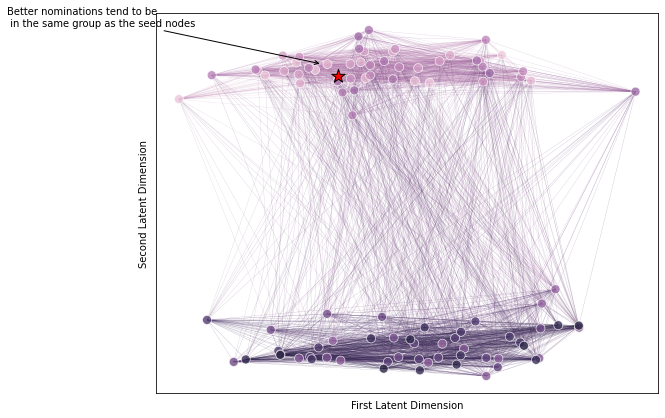 Better nominations tend to be
in the same group as the seed nodes
Second Latent Dimension
First Latent Dimension